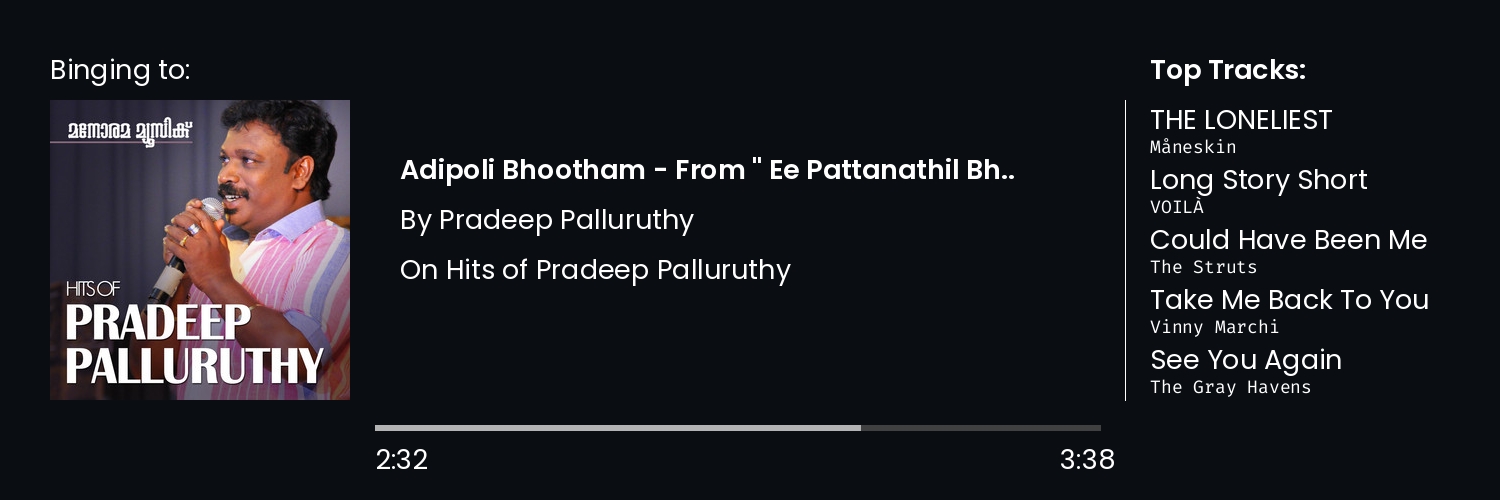 Binging to:
മനോരമ മ്യൂസിക്
HITS OF
PRADEEP
PALLURUTHY
Adipoli Bhootham - From " Ee Pattanathil Bh..
By Pradeep Palluruthy
On Hits of Pradeep Palluruthy
2:32
3:38
Top Tracks:
THE LONELIEST
Måneskin
Long Story Short
VOILÀ
Could Have Been Me
The Struts
Take Me Back To You
Vinny Marchi
See You Again
The Gray Havens